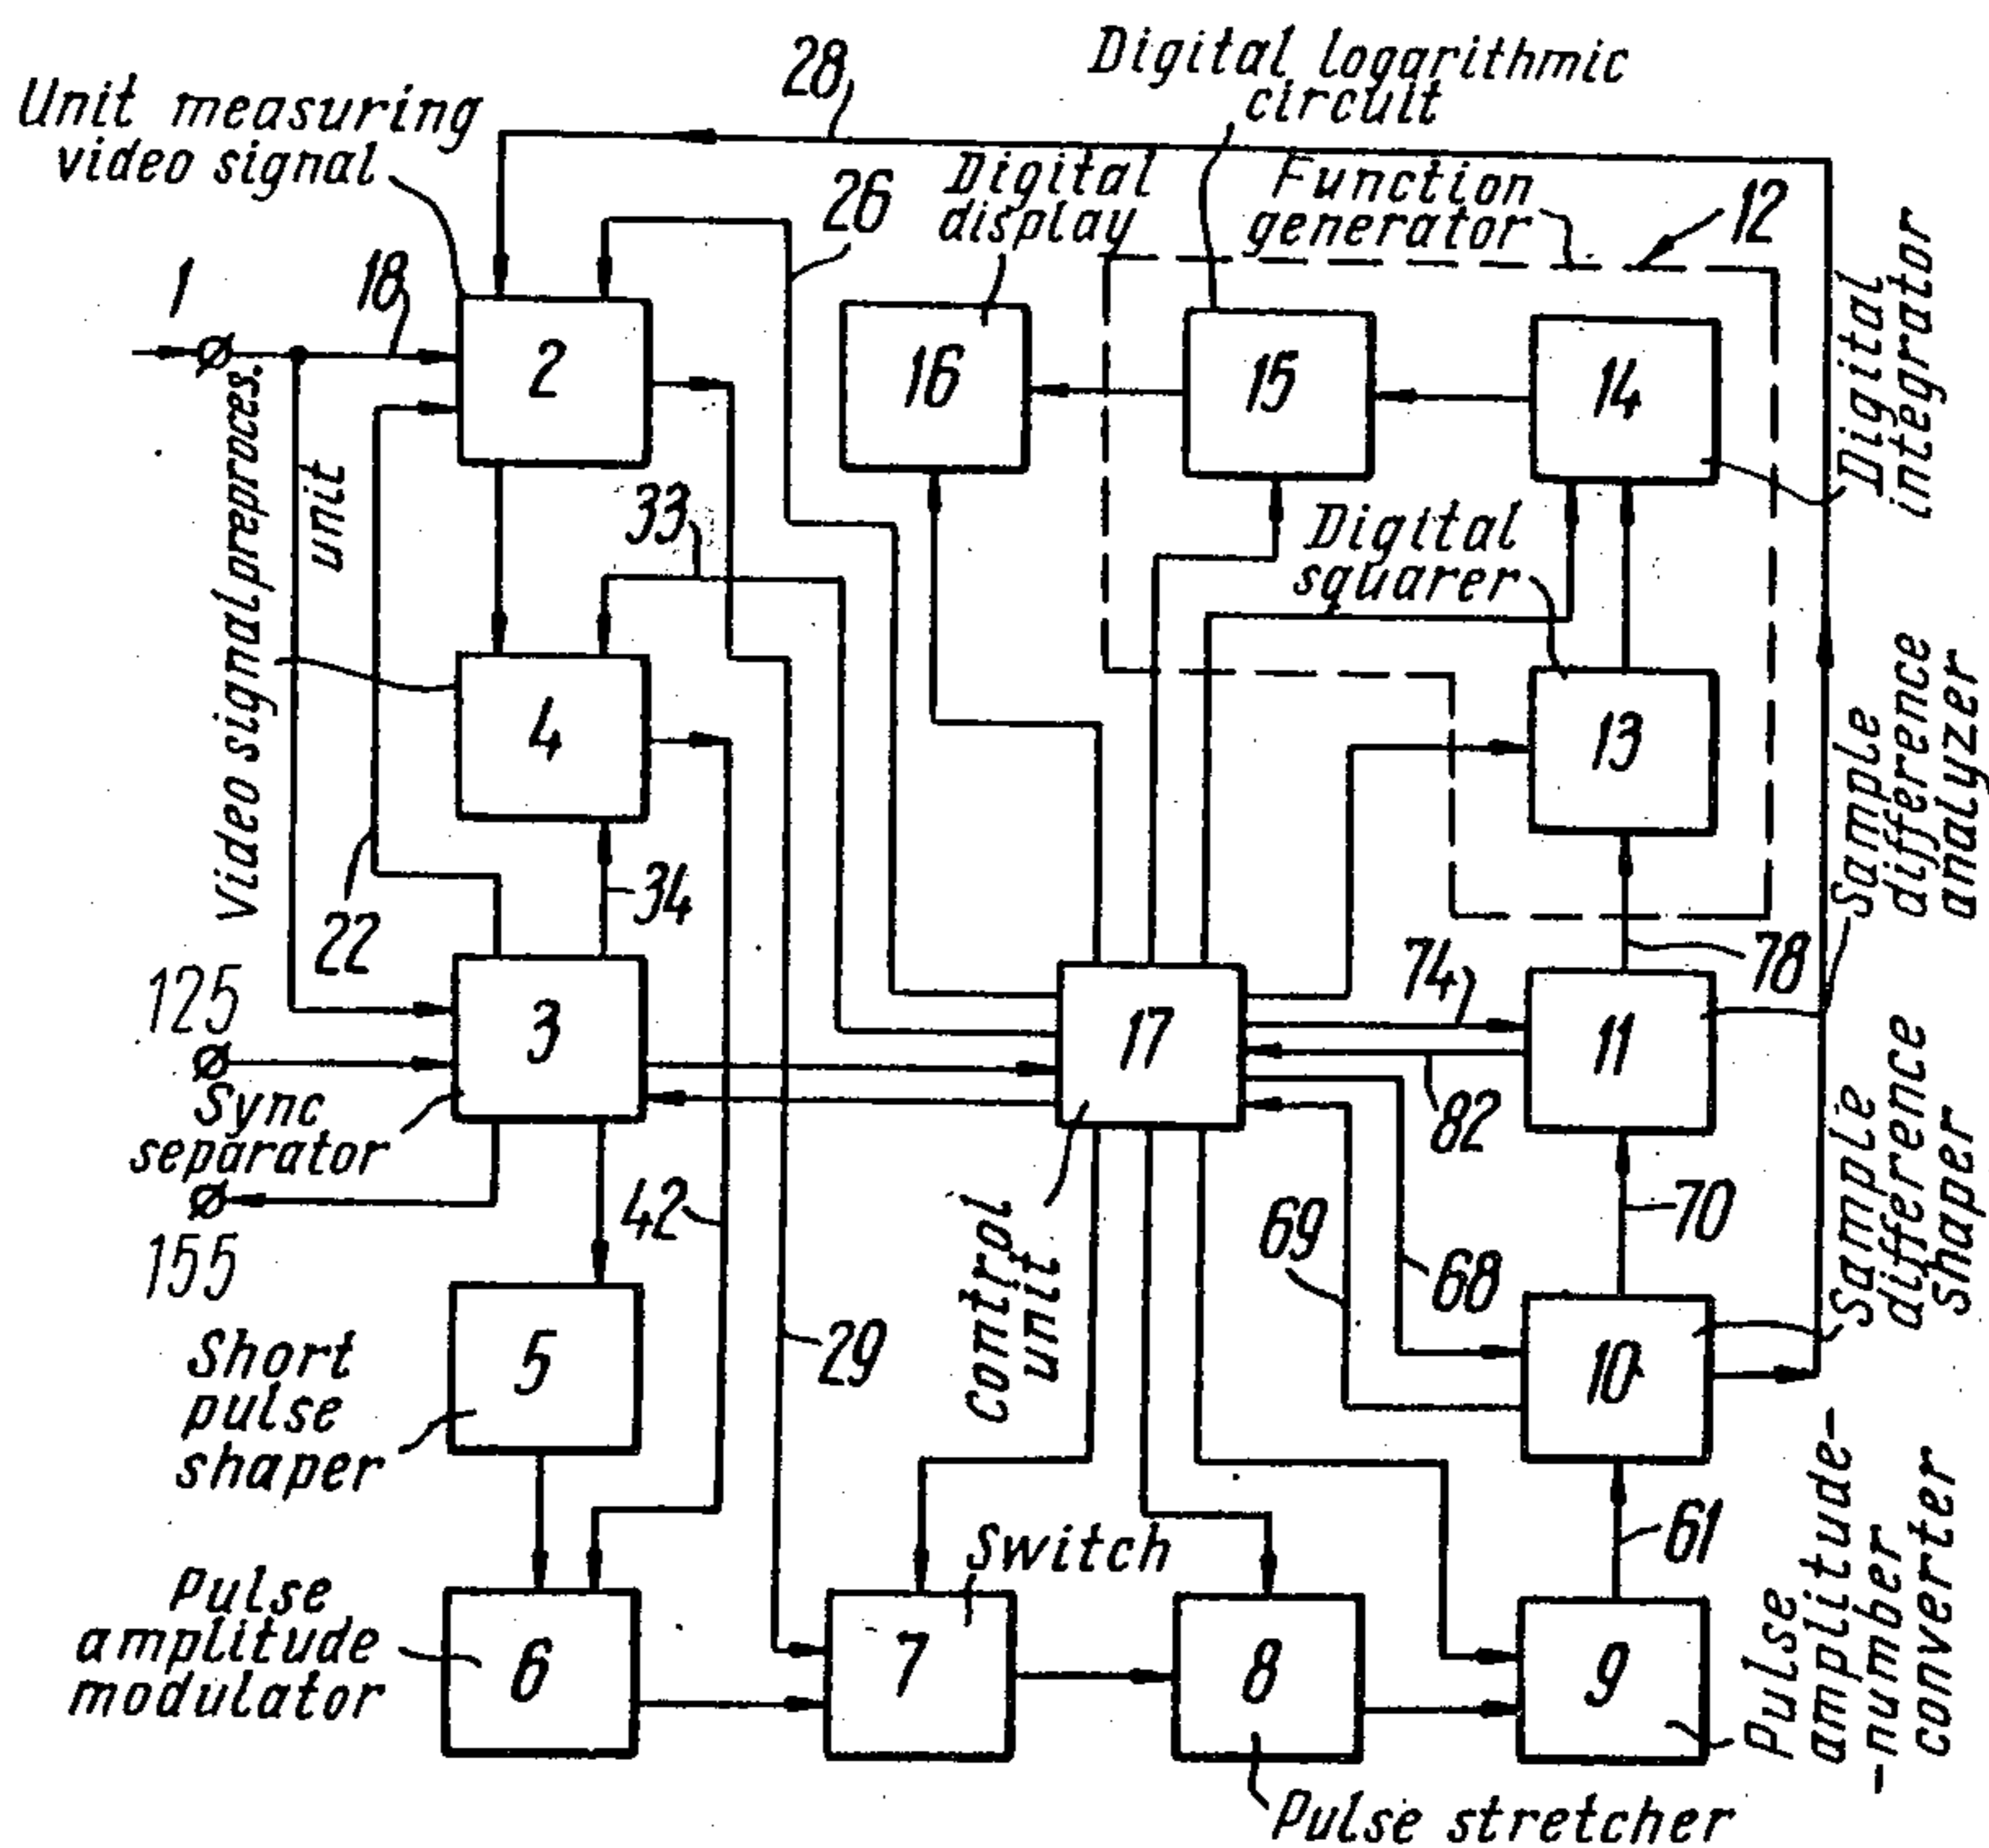 28
Digital logarithmic
circuit
Unit measuring
video signal
Digital
display
Function
generator
12
26
1
18
2
16
15
14
Digital
integrator
Video signal preproces.
unit
33
Digital
squarer
4
13
22
34
Sample
difference
analyzer
78
125
3
17
74
11
Sync
separator
82
155
42
Control
unit
69
68
70
Sample
difference
shaper
Short
pulse
shaper
5
29
10
61
Pulse
amplitude
modulator
6
Switch
7
8
9
Pulse
amplitude-
-number
converter
Pulse stretcher